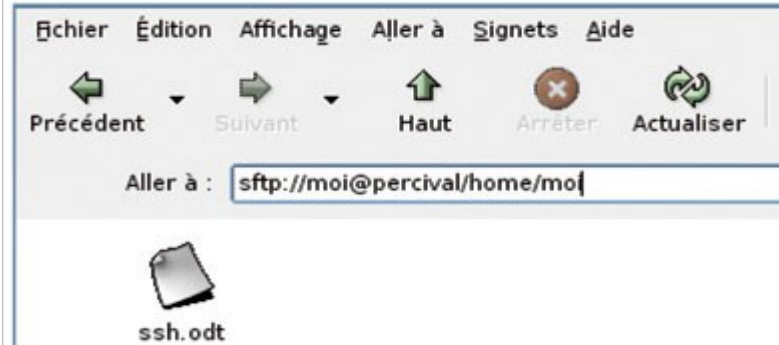 Fichier Édition Affichage Aller à Signets Aide
Précédent Suivant Haut Arrêter Actualiser
Aller à : sftp://moi@percival/home/moi
ssh.odt